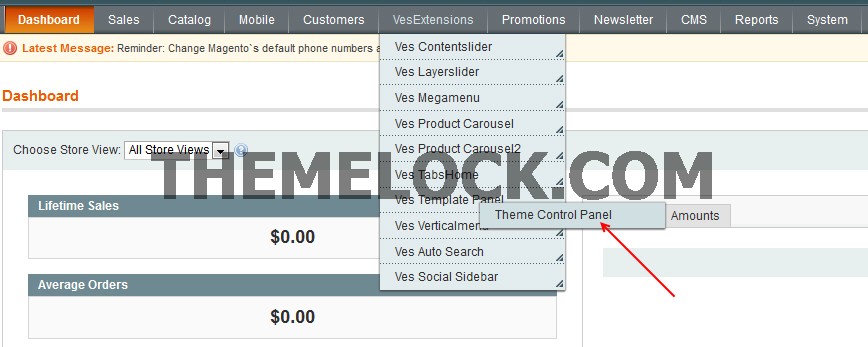 Dashboard Sales Catalog Mobile Customers VesExtensions Promotions Newsletter CMS Reports System
Latest Message: Reminder: Change Magento`s default phone numbers a
Ves Contentslider
Ves Layerslider
Ves Megamenu
Ves Product Carousel
Ves Product Carousel2
Ves TabsHome
Ves Template Panel
Theme Control Panel
Ves Verticalmenu
Ves Auto Search
Ves Social Sidebar
Dashboard
Choose Store View: All Store Views
THEMELOCK.COM
Lifetime Sales
$0.00
Amounts
Average Orders
$0.00